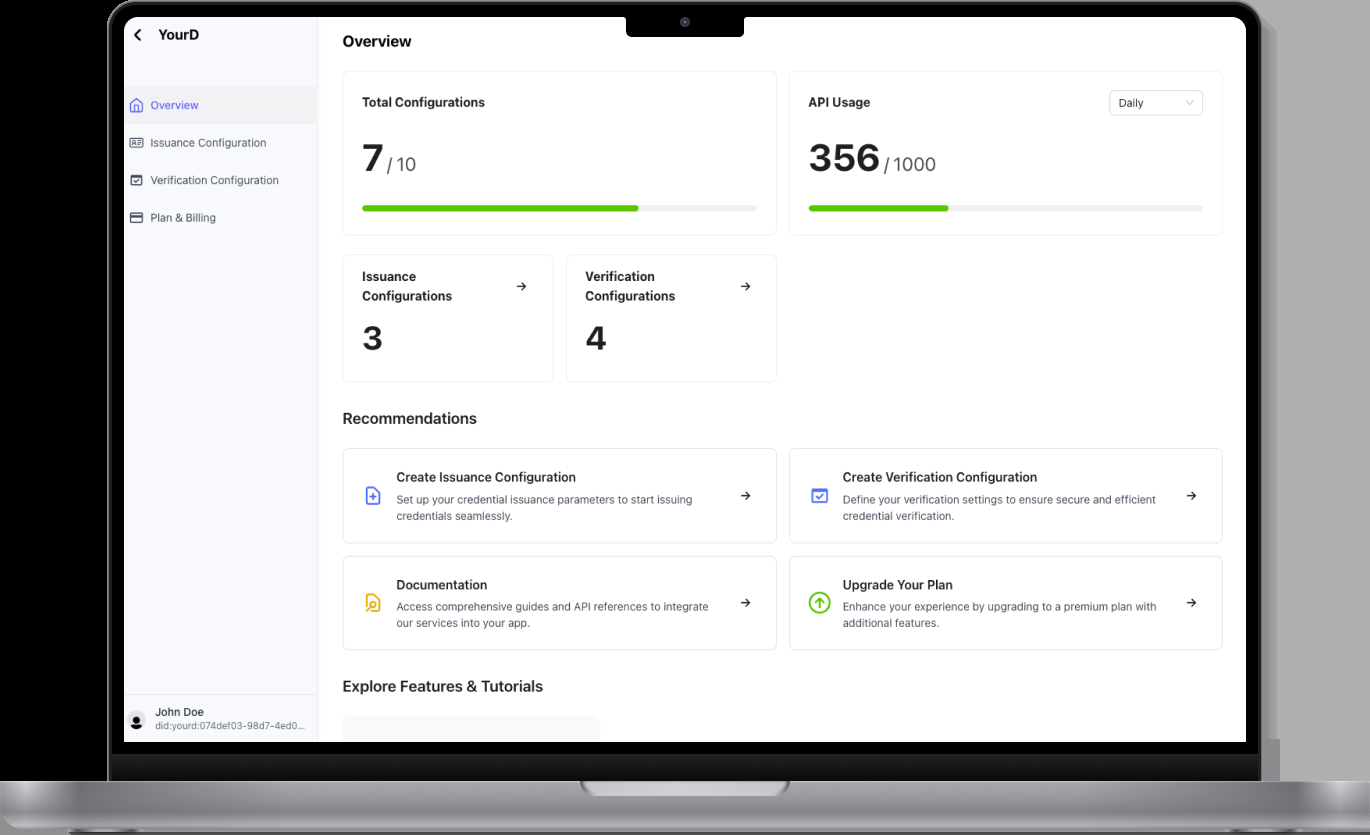 YourD
Overview
Issuance Configuration
Verification Configuration
Plan & Billing
John Doe
did:yourd:074def03-98d7-4ed0...
Overview
Total Configurations
7 / 10
API Usage
Daily
356 / 1000
Issuance
Configurations
3
Verification
Configurations
4
Recommendations
Create Issuance Configuration
Set up your credential issuance parameters to start issuing
credentials seamlessly.
Create Verification Configuration
Define your verification settings to ensure secure and efficient
credential verification.
Documentation
Access comprehensive guides and API references to integrate
our services into your app.
Upgrade Your Plan
Enhance your experience by upgrading to a premium plan with
additional features.
Explore Features & Tutorials